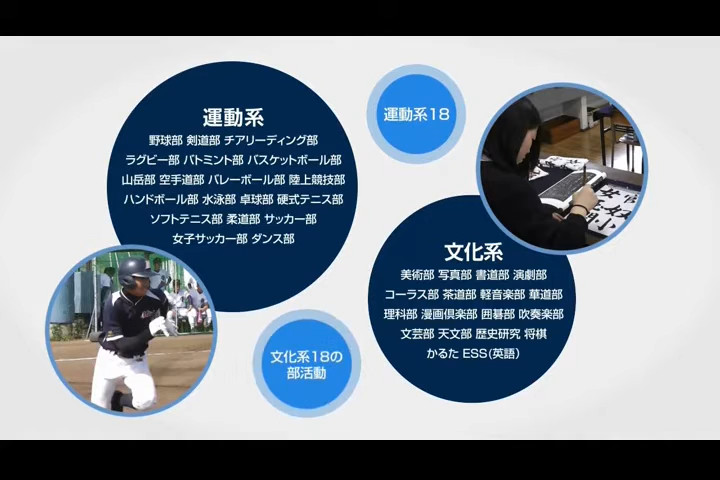 運動系
野球部 剣道部 チアリーディング部
ラグビー部 バトミント部 バスケットボール部
山岳部 空手道部 バレーボール部 陸上競技部
ハンドボール部 水泳部 卓球部 硬式テニス部
ソフトテニス部 柔道部 サッカー部
女子サッカー部 ダンス部
運動系18
文化系
美術部 写真部 書道部 演劇部
コーラス部 茶道部 軽音楽部 華道部
理科部 漫画倶楽部 囲碁部 吹奏楽部
文芸部 天文部 歴史研究 将棋
かるた ESS(英語)
文化系18の
部活動